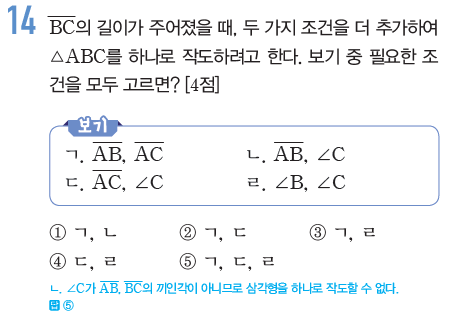 14 BC의 길이가 주어졌을 때, 두 가지 조건을 더 추가하여
△ABC를 하나로 작도하려고 한다. 보기 중 필요한 조
건을 모두 고르면? [4점]
보기
ㄱ. AB, AC ㄴ. AB, ∠C
ㄷ. AC, ∠C ㄹ. ∠B, ∠C
① ㄱ, ㄴ ② ㄱ, ㄷ ③ ㄱ, ㄹ
④ ㄷ, ㄹ ⑤ ㄱ, ㄷ, ㄹ
ㄴ. ∠C가 AB, BC의 끼인각이 아니므로 삼각형을 하나로 작도할 수 없다.
답 ⑤